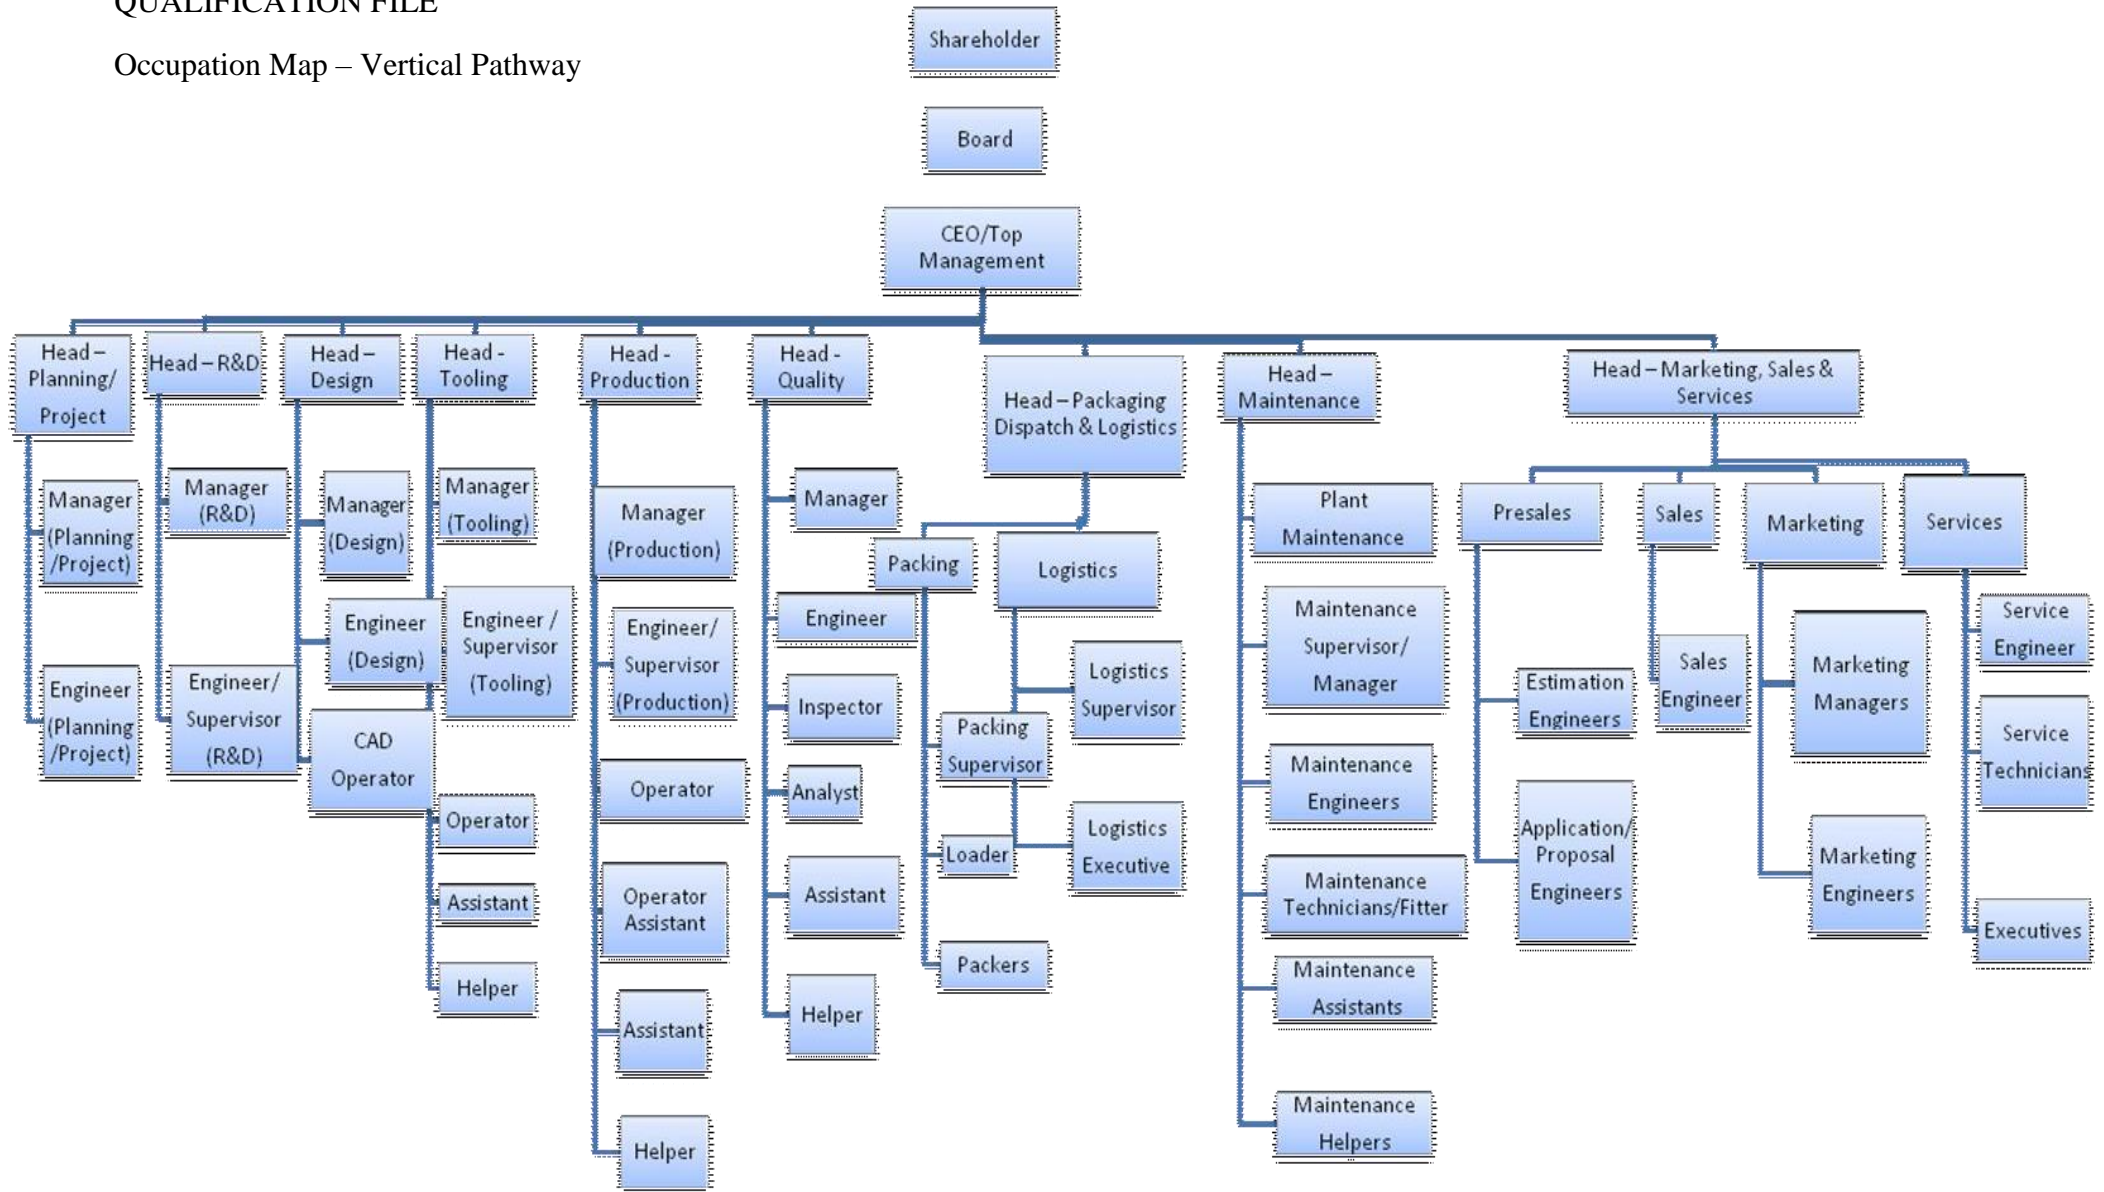 QUALIFICATION FILE
Occupation Map – Vertical Pathway
Shareholder
Board
CEO/Top
Management
Head –
Planning/
Project
Manager
(Planning
/Project)
Engineer
(Planning
/Project)
Head – R&D
Manager
(R&D)
Engineer/
Supervisor
(R&D)
Head –
Design
Manager
(Design)
Engineer
(Design)
CAD
Operator
Head -
Tooling
Manager
(Tooling)
Engineer /
Supervisor
(Tooling)
Operator
Assistant
Helper
Head -
Production
Manager
(Production)
Engineer/
Supervisor
(Production)
Operator
Operator
Assistant
Assistant
Helper
Head -
Quality
Manager
Engineer
Inspector
Analyst
Assistant
Helper
Head – Packaging
Dispatch & Logistics
Packing
Packing
Supervisor
Loader
Packers
Logistics
Logistics
Supervisor
Logistics
Executive
Head –
Maintenance
Plant
Maintenance
Maintenance
Supervisor/
Manager
Maintenance
Engineers
Maintenance
Technicians/Fitter
Maintenance
Assistants
Maintenance
Helpers
Head – Marketing, Sales &
Services
Presales
Estimation
Engineers
Application/
Proposal
Engineers
Sales
Sales
Engineer
Marketing
Marketing
Managers
Marketing
Engineers
Services
Service
Engineer
Service
Technicians
Executives